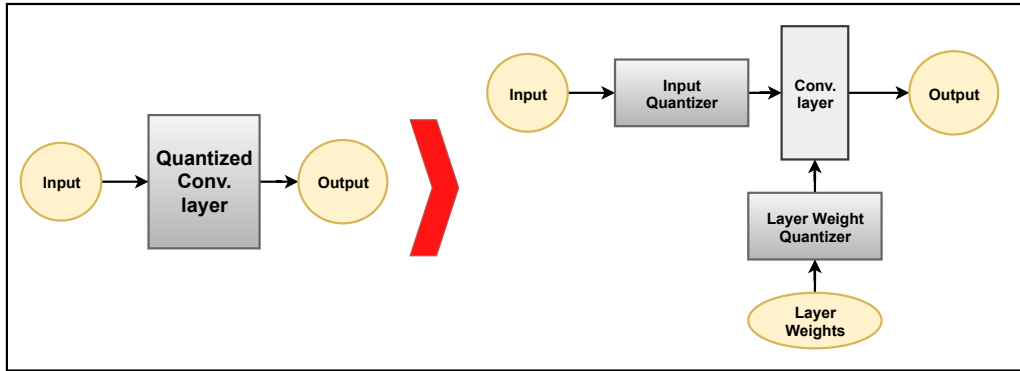 Input
Quantized
Conv.
layer
Output
Input
Input
Quantizer
Conv.
layer
Output
Layer Weight
Quantizer
Layer
Weights